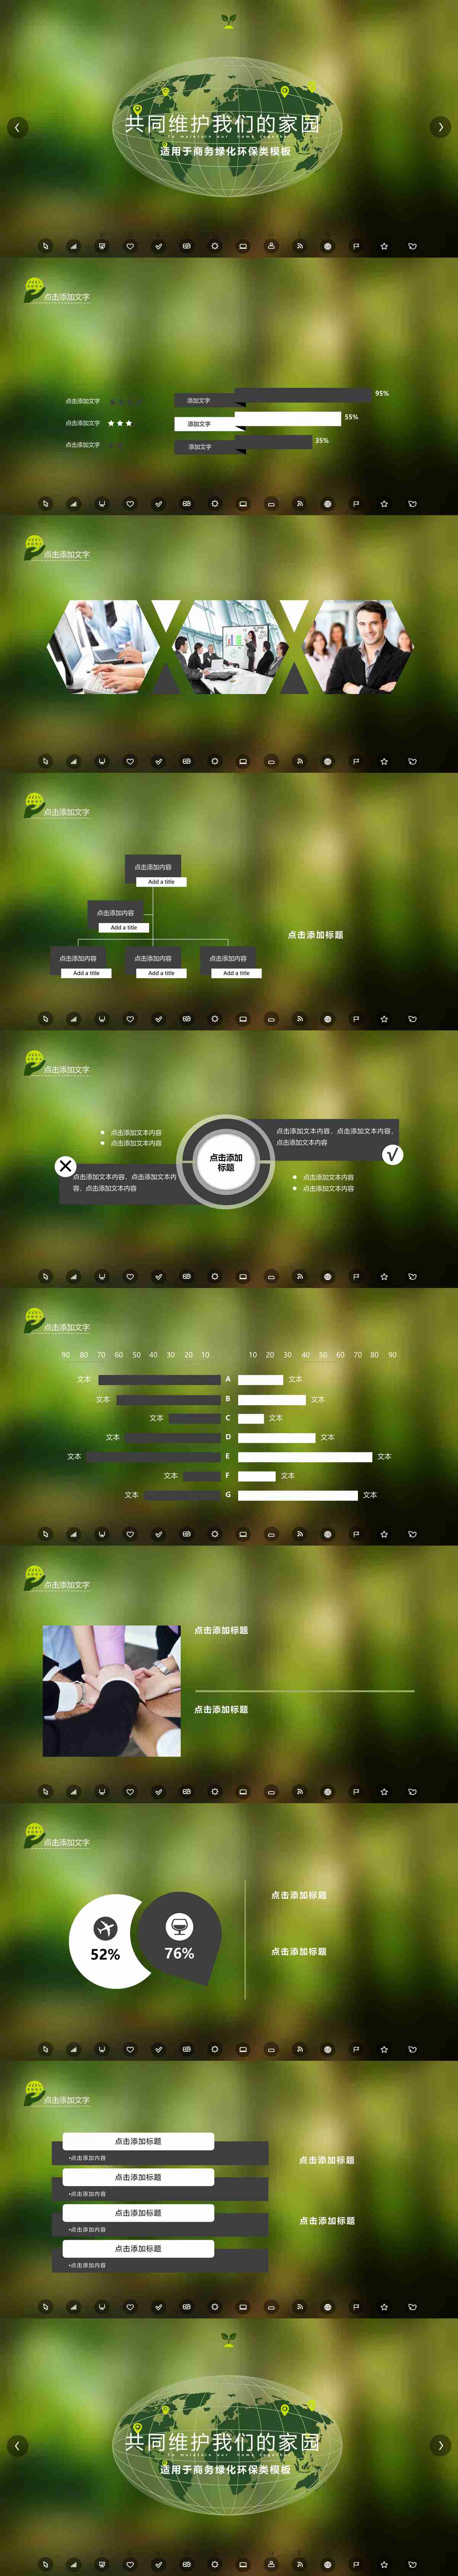 共同维护我们的家园
To maintain our home together
适用于商务绿化环保类模板
点击添加文字
点击添加文字
点击添加文字
点击添加文字
添加文字
添加文字
添加文字
95%
55%
35%
点击添加文字
点击添加文字
点击添加内容
Add a title
点击添加内容
Add a title
点击添加内容
Add a title
点击添加内容
Add a title
点击添加内容
Add a title
点击添加标题
点击添加文字
点击添加文本内容
点击添加文本内容
点击添加文本内容，点击添加文本内
容，点击添加文本内容
点击添加
标题
点击添加文本内容，点击添加文本内容，
点击添加文本内容
点击添加文本内容
点击添加文本内容
点击添加文字
90 80 70 60 50 40 30 20 10 10 20 30 40 50 60 70 80 90
文本 A 文本
文本 B 文本
文本 C 文本
文本 D 文本
文本 E 文本
文本 F 文本
文本 G 文本
点击添加文字
点击添加标题
点击添加标题
点击添加文字
52%
76%
点击添加标题
点击添加标题
点击添加文字
点击添加标题
•点击添加内容
点击添加标题
•点击添加内容
点击添加标题
•点击添加内容
点击添加标题
•点击添加内容
点击添加标题
点击添加标题
共同维护我们的家园
To maintain our home together
适用于商务绿化环保类模板